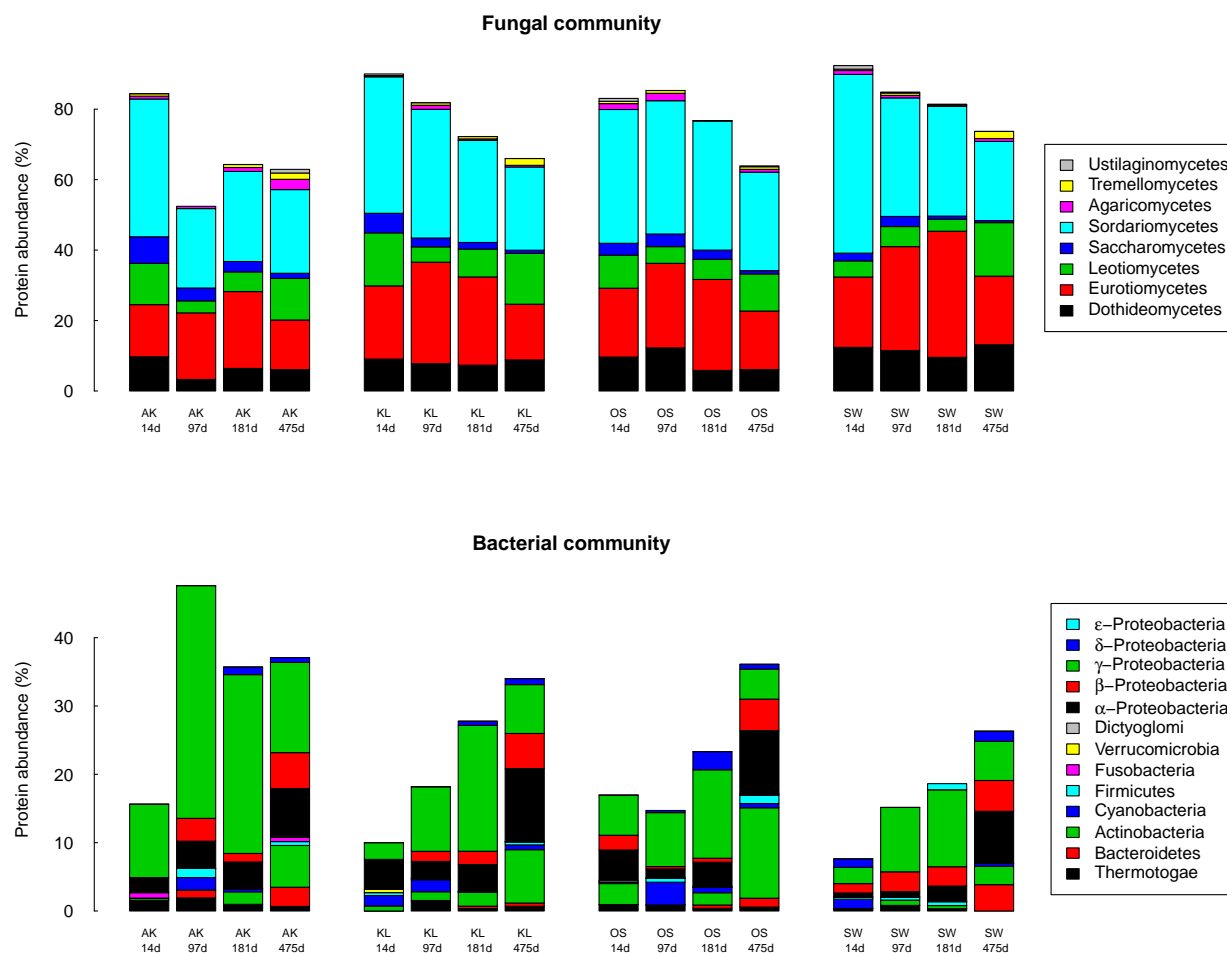 Fungal community
Protein abundance (%)
80
60
40
20
0
AK AK AK AK KL KL KL KL OS OS OS OS SW SW SW SW
14d 97d 181d 475d 14d 97d 181d 475d 14d 97d 181d 475d 14d 97d 181d 475d
Ustilaginomycetes
Tremellomycetes
Agaricomycetes
Sordariomycetes
Saccharomycetes
Leotiomycetes
Eurotiomycetes
Dothideomycetes
Bacterial community
Protein abundance (%)
40
30
20
10
0
AK AK AK AK KL KL KL KL OS OS OS OS SW SW SW SW
14d 97d 181d 475d 14d 97d 181d 475d 14d 97d 181d 475d 14d 97d 181d 475d
ε−Proteobacteria
δ−Proteobacteria
γ−Proteobacteria
β−Proteobacteria
α−Proteobacteria
Dictyoglomi
Verrucomicrobia
Fusobacteria
Firmicutes
Cyanobacteria
Actinobacteria
Bacteroidetes
Thermotogae